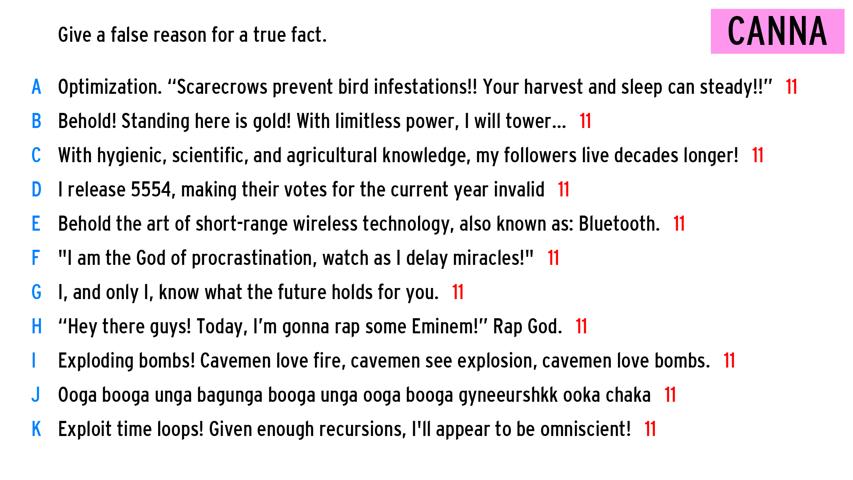 Give a false reason for a true fact.
CANNA
A Optimization. “Scarecrows prevent bird infestations!! Your harvest and sleep can steady!!” 11
B Behold! Standing here is gold! With limitless power, I will tower... 11
C With hygienic, scientific, and agricultural knowledge, my followers live decades longer! 11
D I release 5554, making their votes for the current year invalid 11
E Behold the art of short-range wireless technology, also known as: Bluetooth. 11
F "I am the God of procrastination, watch as I delay miracles!" 11
G I, and only I, know what the future holds for you. 11
H “Hey there guys! Today, I’m gonna rap some Eminem!” Rap God. 11
I Exploding bombs! Cavemen love fire, cavemen see explosion, cavemen love bombs. 11
J Ooga booga unga bagunga booga unga ooga booga gyneeurshkk ooka chaka 11
K Exploit time loops! Given enough recursions, I'll appear to be omniscient! 11